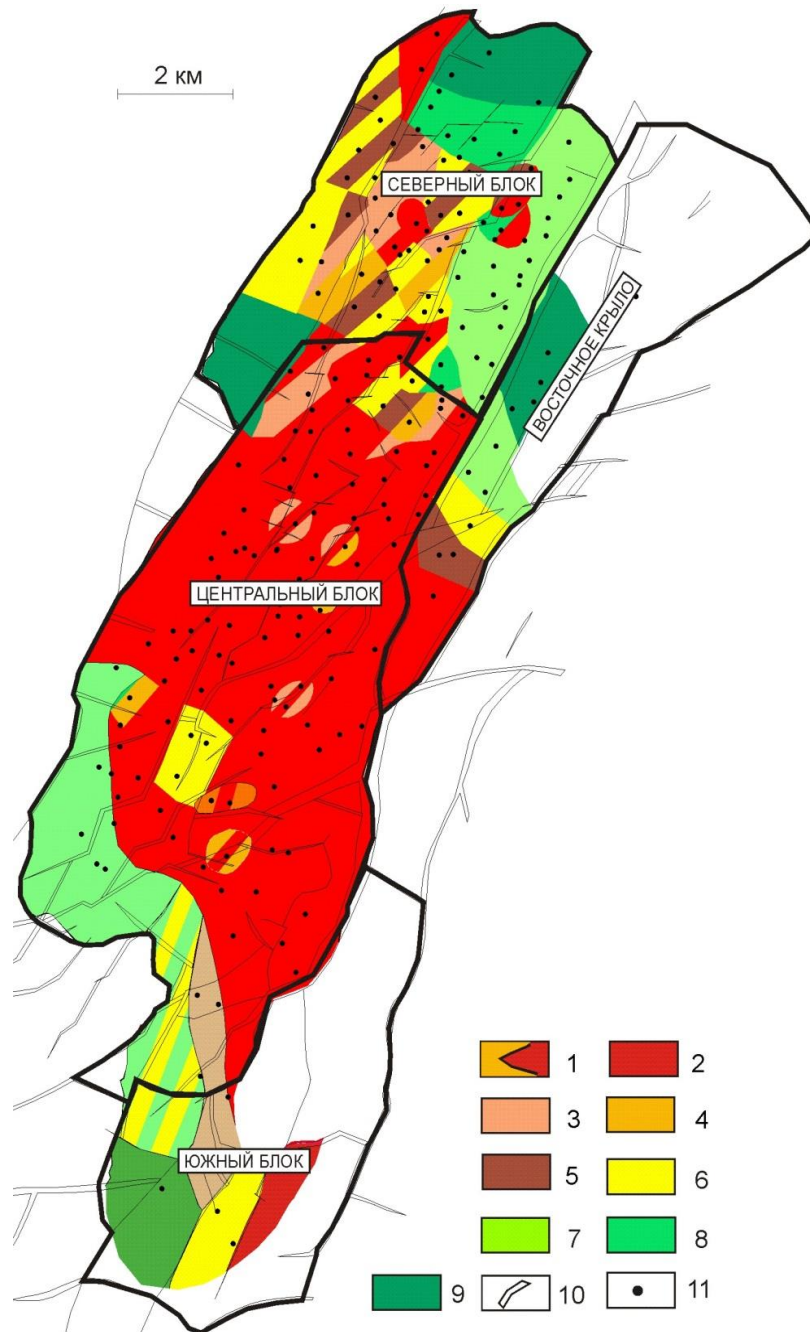 2 км
СЕВЕРНЫЙ БЛОК
ВОСТОЧНОЕ КРЫЛО
ЦЕНТРАЛЬНЫЙ БЛОК
ЮЖНЫЙ БЛОК
1 2
3 4
5 6
7 8
9 10 11